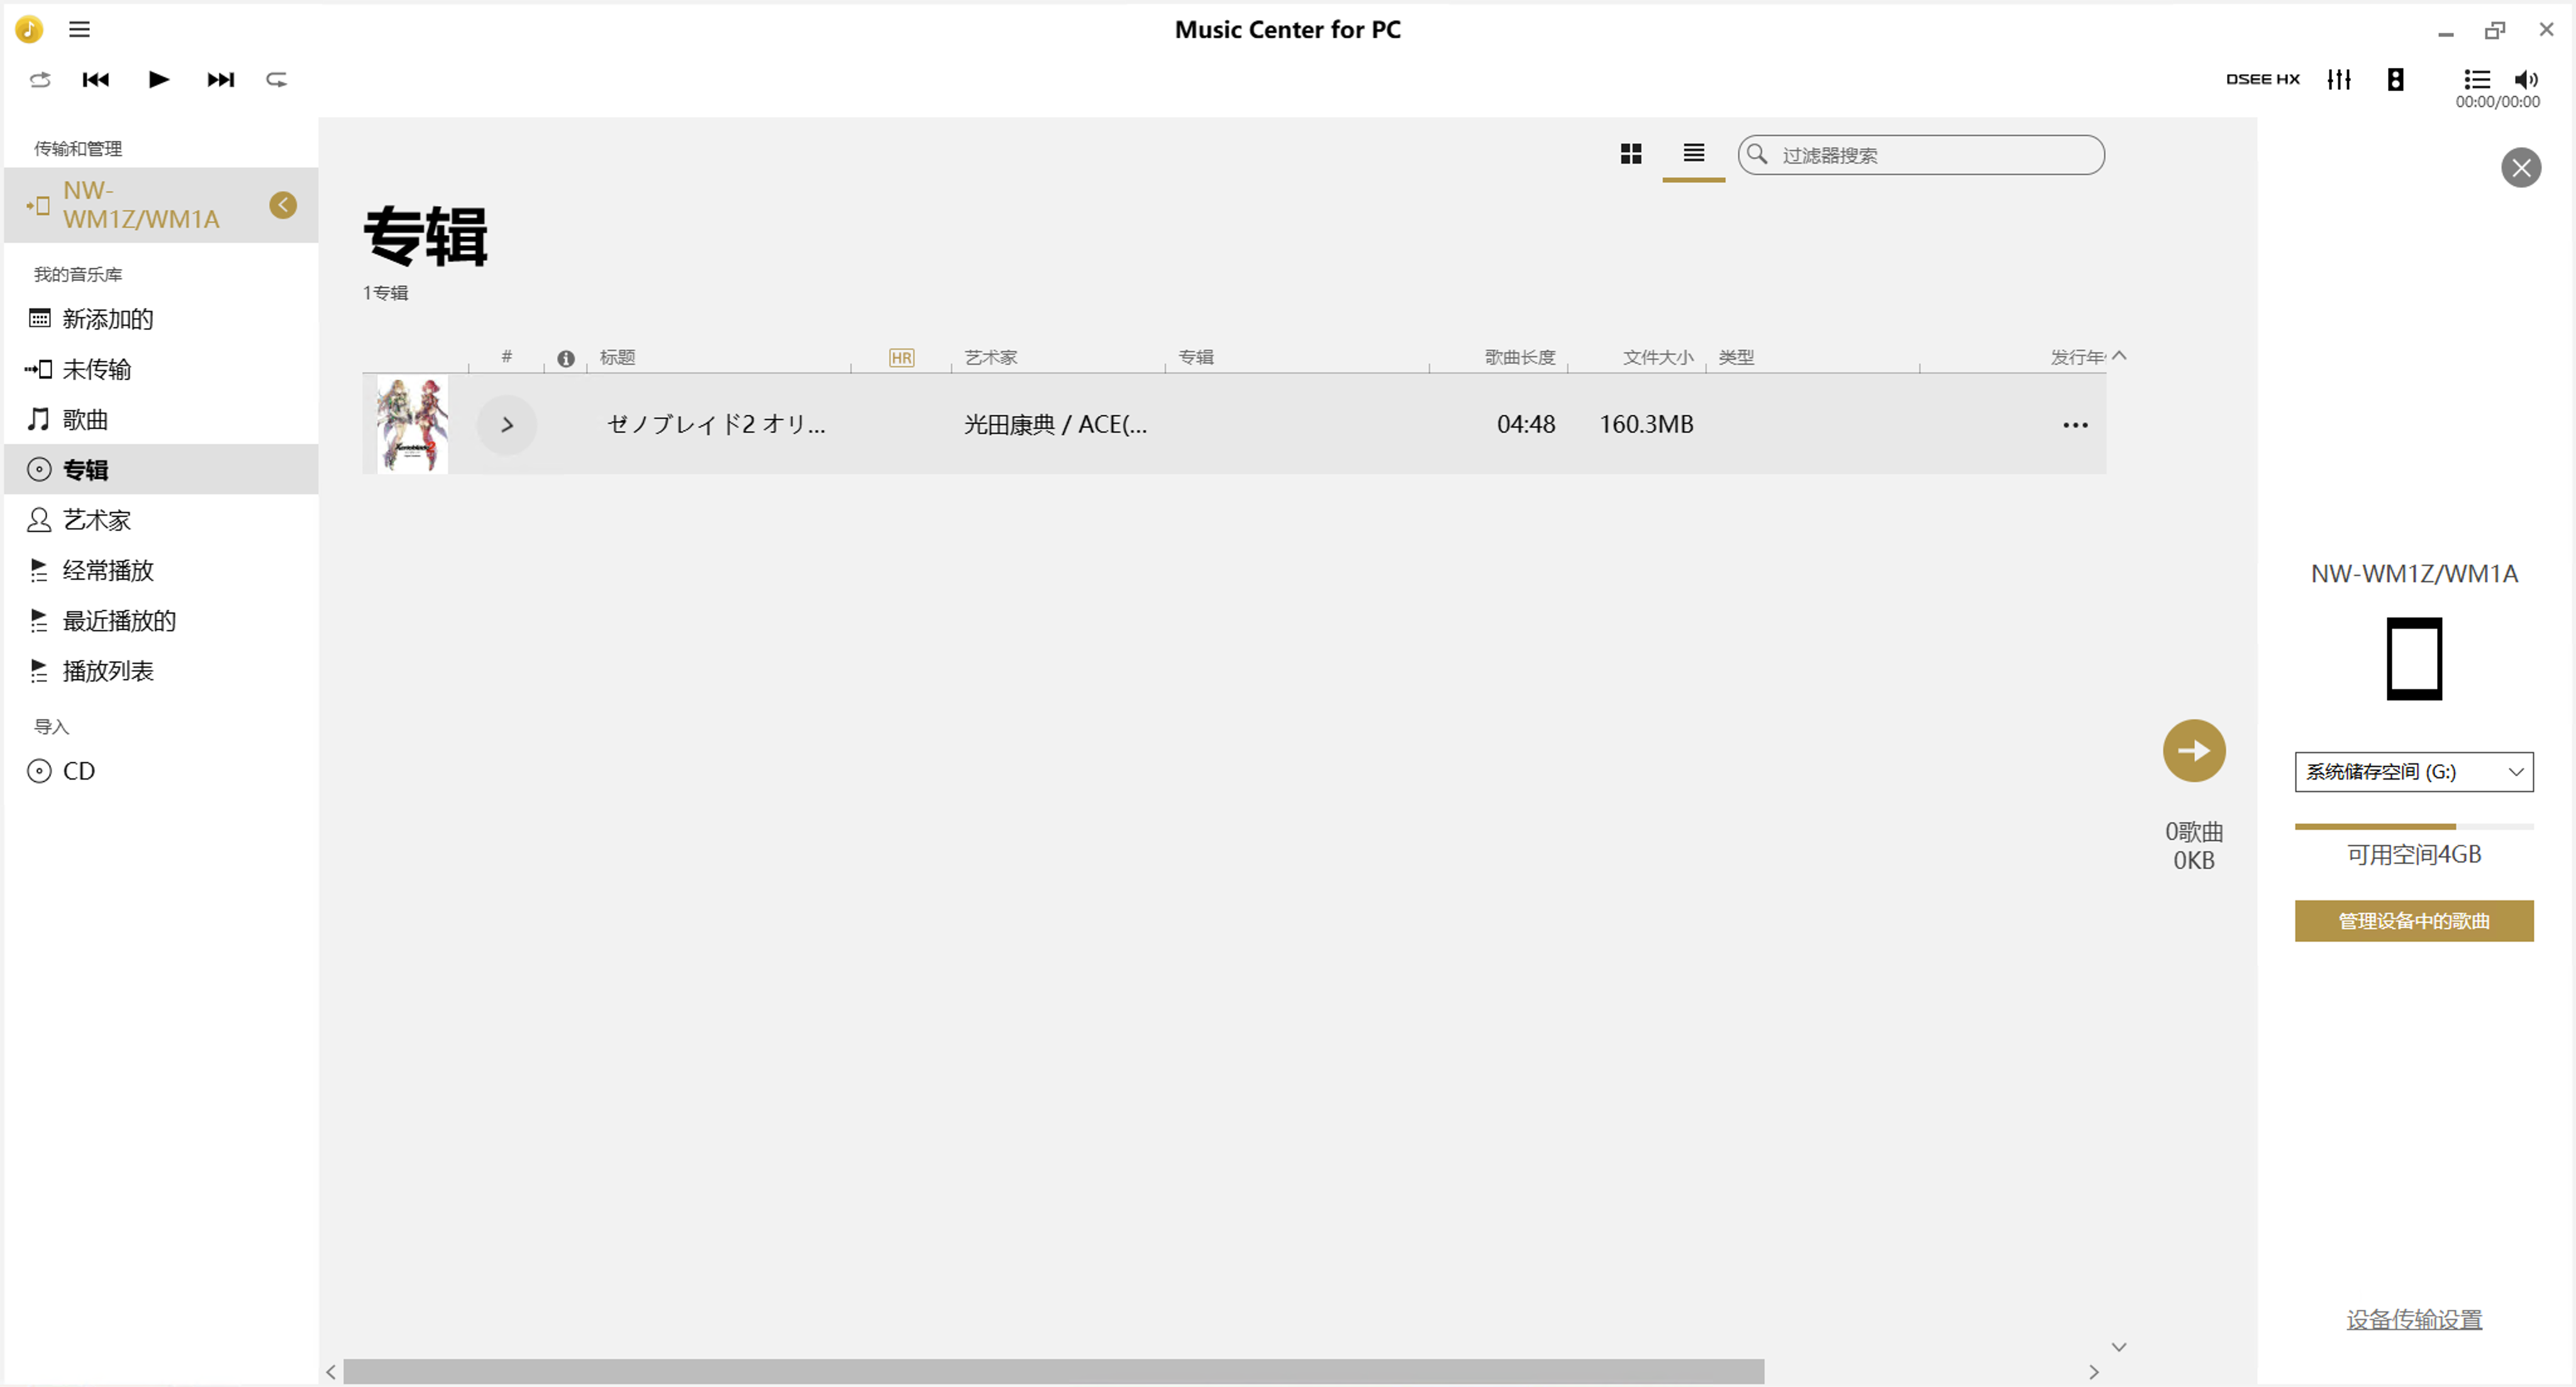 Music Center for PC
DSEE HX
00:00/00:00
传输和管理
NW-
WM1Z/WM1A
我的音乐库
新添加的
未传输
歌曲
专辑
艺术家
经常播放
最近播放的
播放列表
导入
CD
过滤器搜索
专辑
1专辑
# 标题 HR 艺术家 专辑 歌曲长度 文件大小 类型 发行年
ゼノブレイド2 オリ... 光田康典 / ACE(... 04:48 160.3MB
0歌曲
0KB
NW-WM1Z/WM1A
系统储存空间 (G:)
可用空间4GB
管理设备中的歌曲
设备传输设置